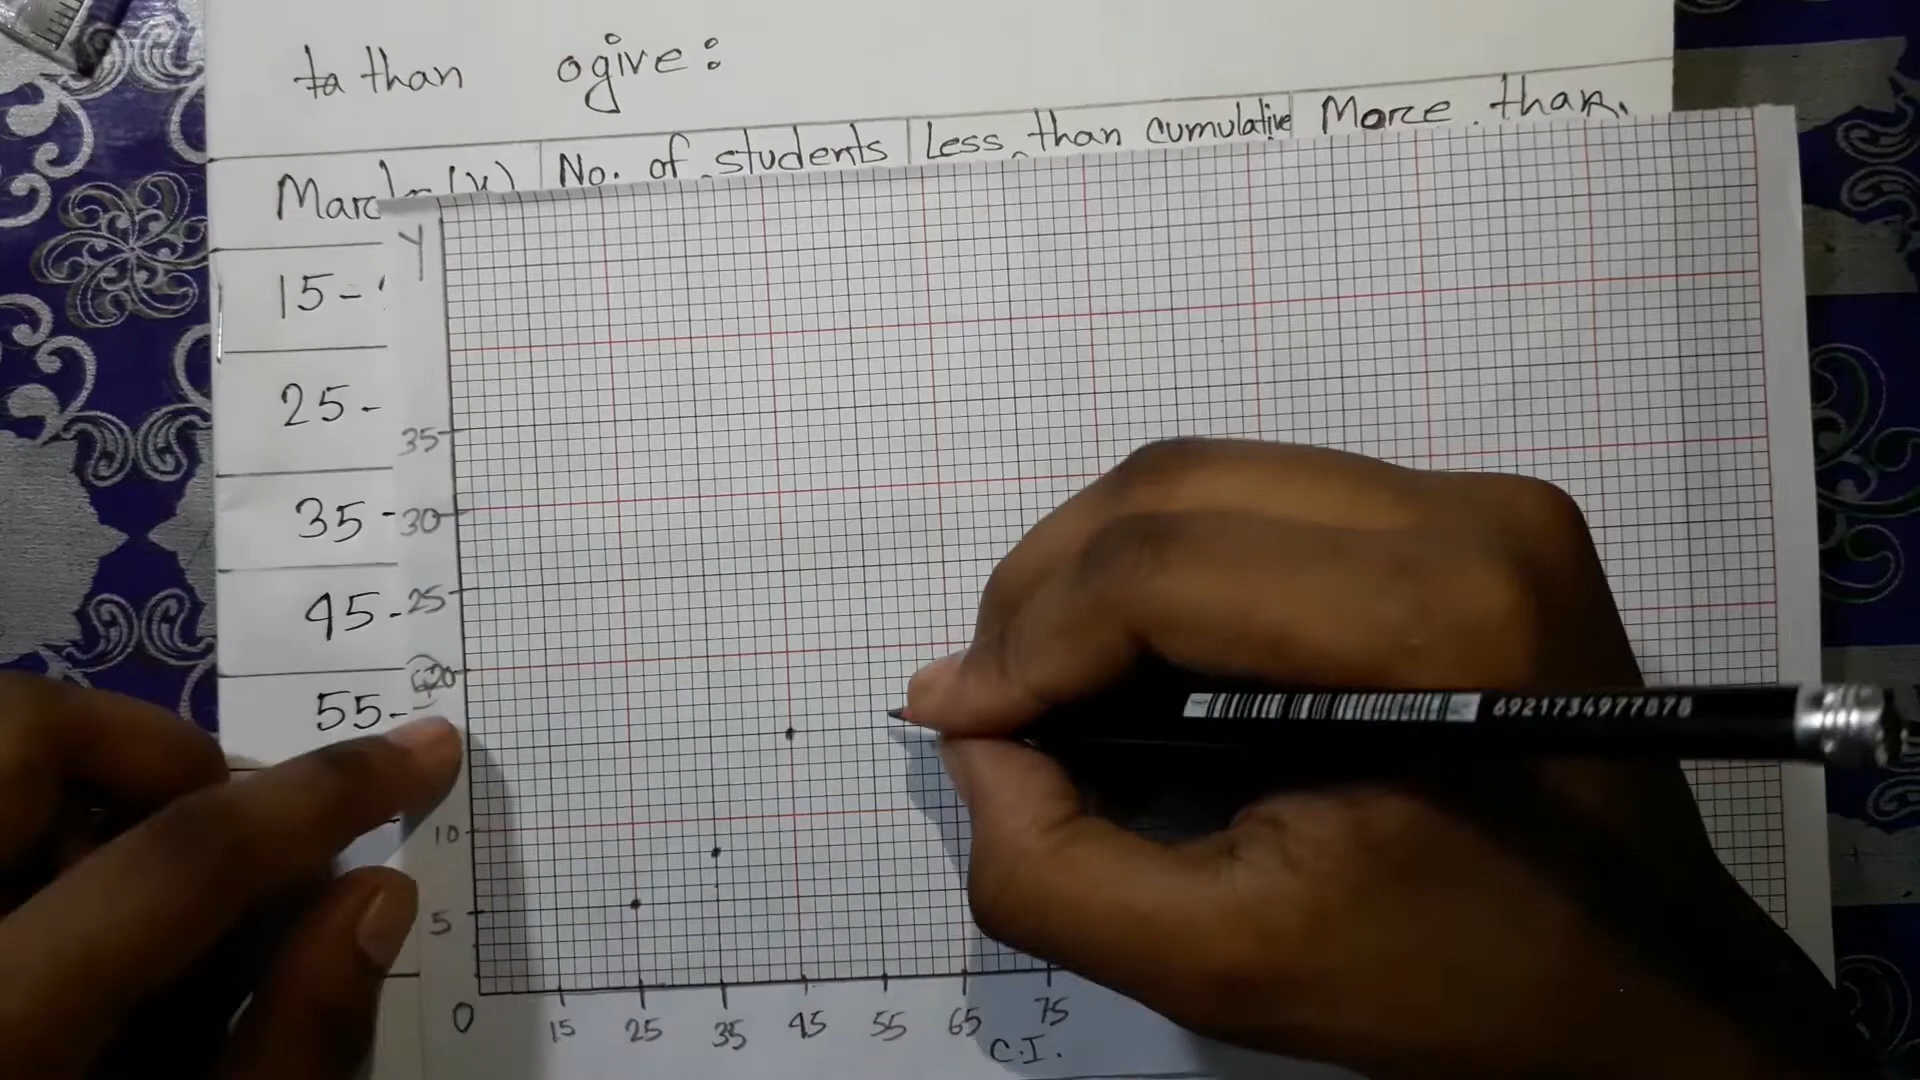 ta than ogive:
No. of students Less than cumulative More than
15-
25-
35-
45-
55-
Y
35
30
25
20
10
5
0 15 25 35 45 55 65 75
C.I.
6921734977878